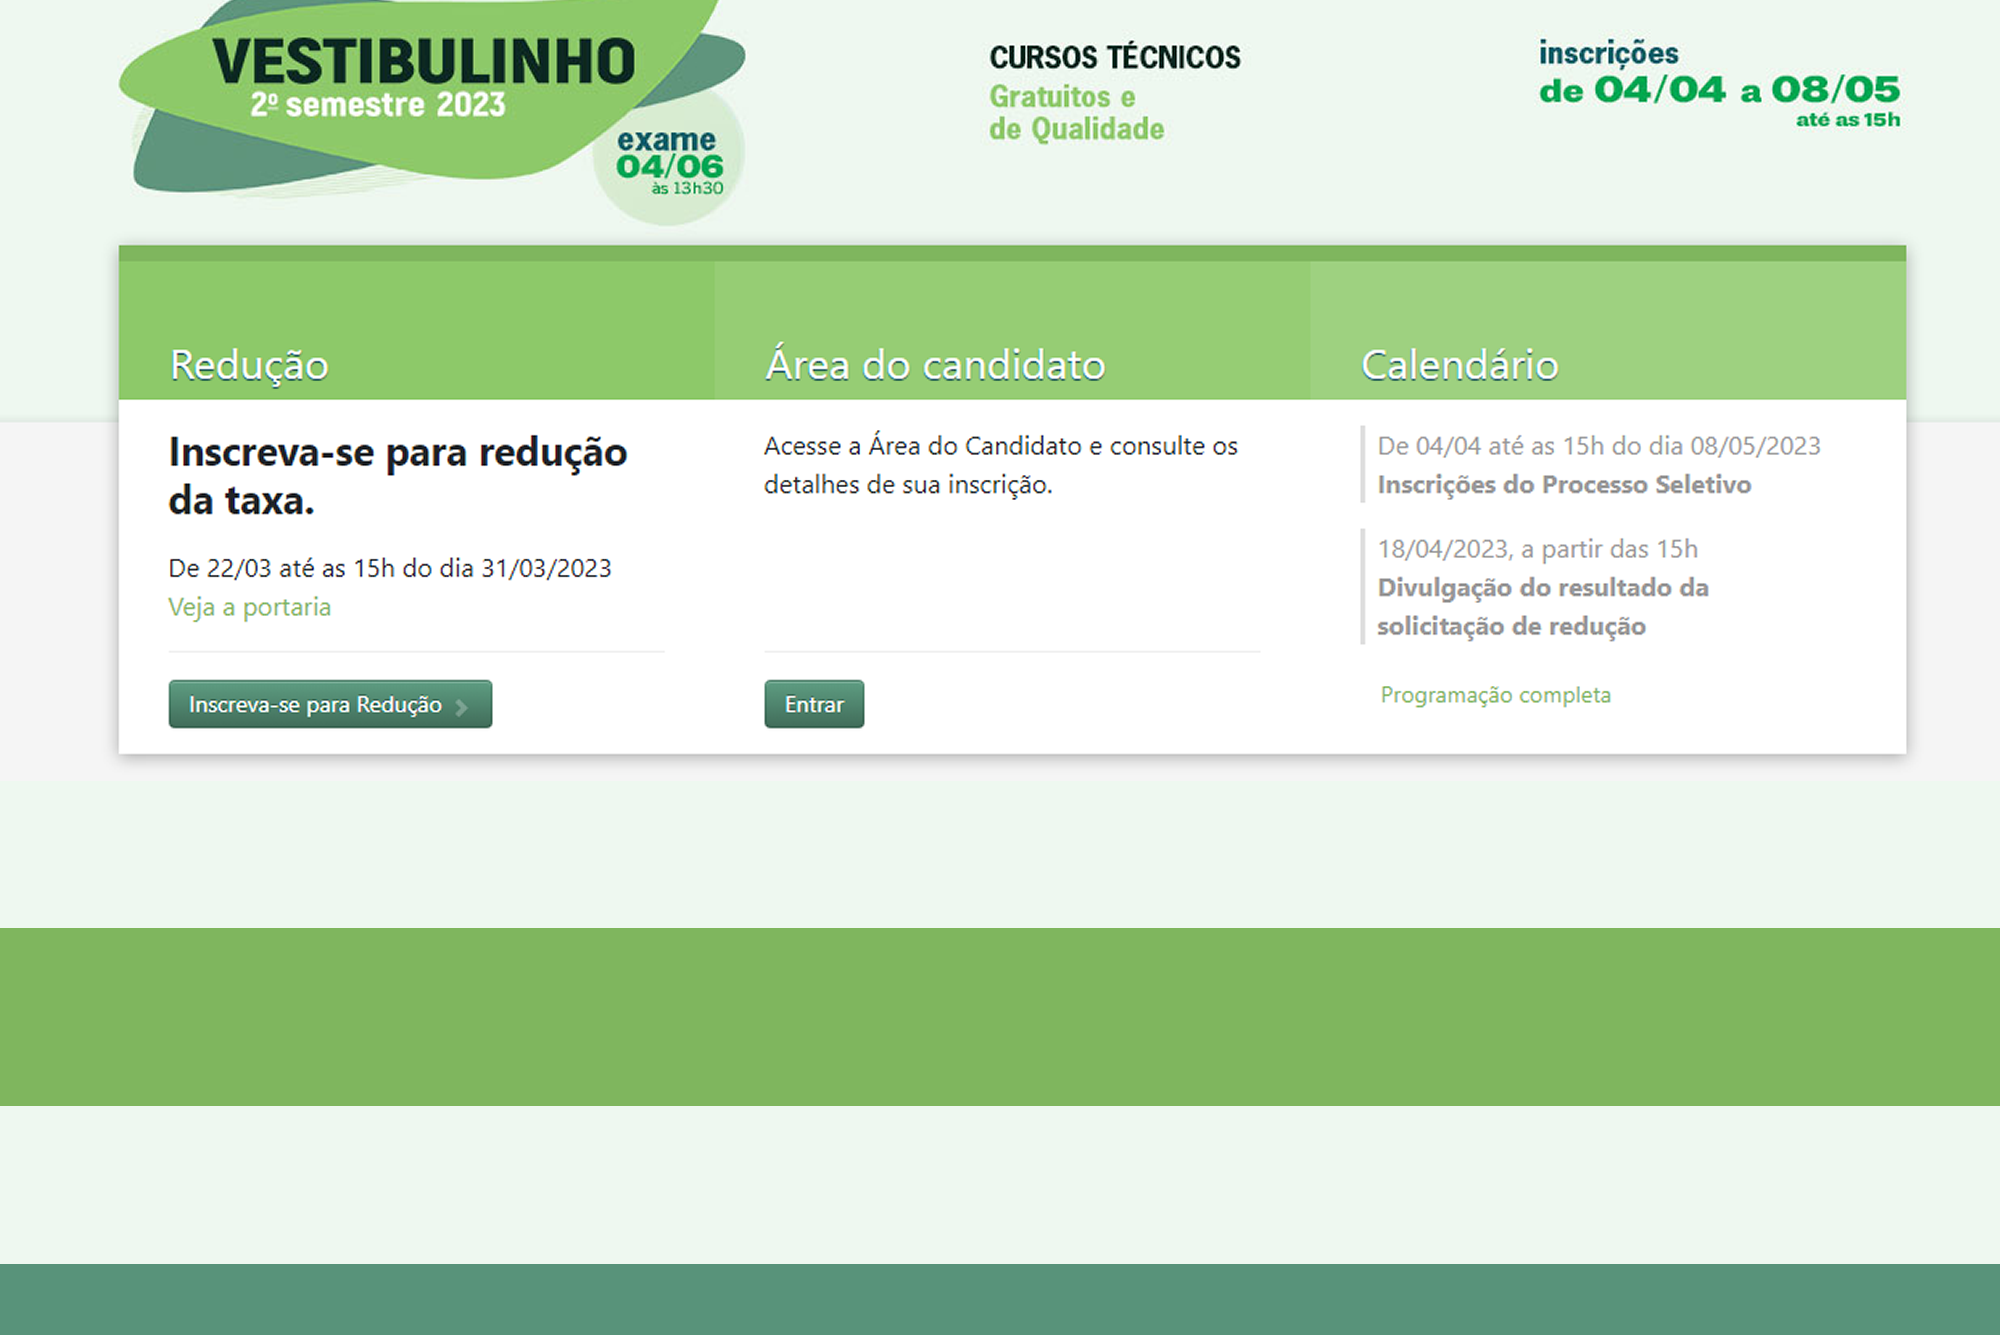 VESTIBULINHO
2º semestre 2023
exame
04/06
às 13h30
CURSOS TÉCNICOS
Gratuitos e
de Qualidade
inscrições
de 04/04 a 08/05
até as 15h
Redução
Inscreva-se para redução
da taxa.
De 22/03 até as 15h do dia 31/03/2023
Veja a portaria
Inscreva-se para Redução
Área do candidato
Acesse a Área do Candidato e consulte os
detalhes de sua inscrição.
Entrar
Calendário
De 04/04 até as 15h do dia 08/05/2023
Inscrições do Processo Seletivo
18/04/2023, a partir das 15h
Divulgação do resultado da
solicitação de redução
Programação completa